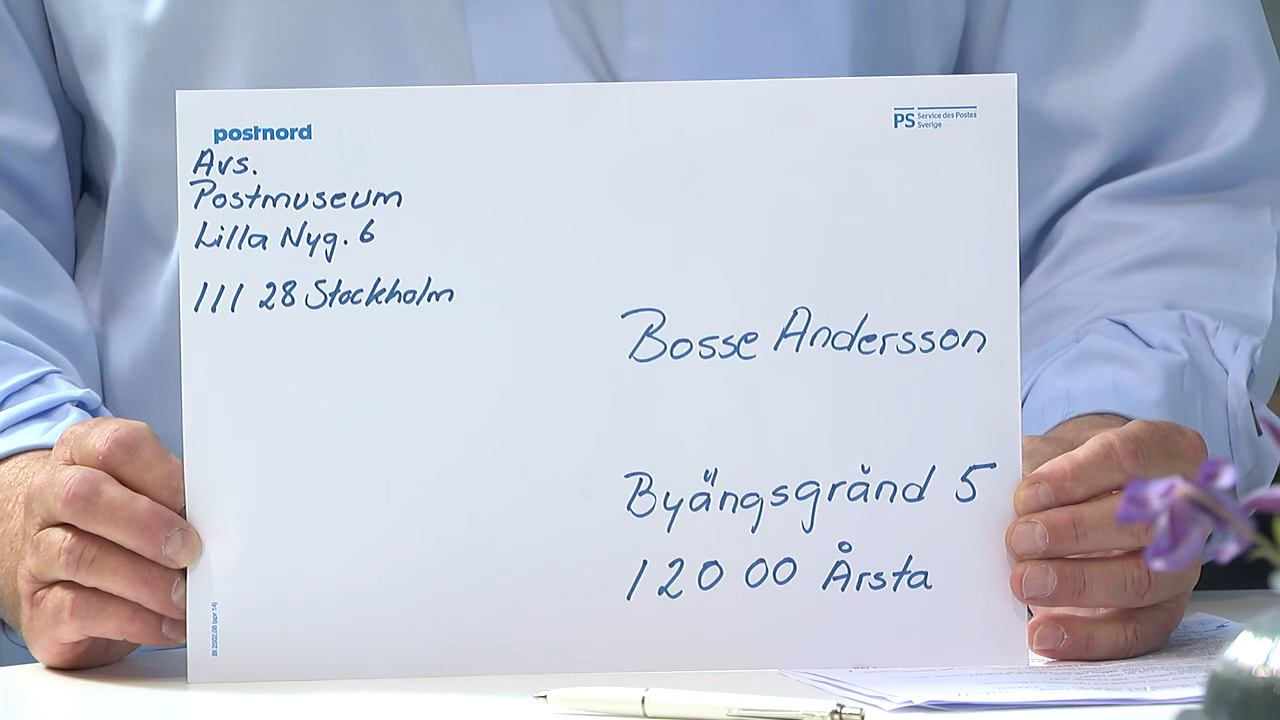 postnord
PS Service des Postes
Sverige
Avs.
Postmuseum
Lilla Nyg. 6
111 28 Stockholm
Bosse Andersson
Byängsgränd 5
120 00 Årsta